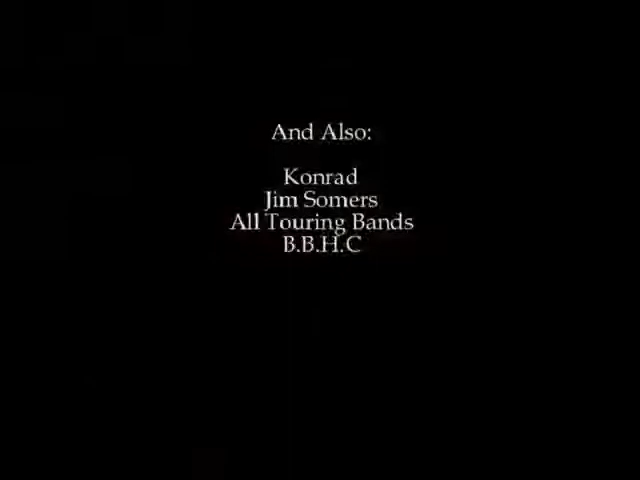 And Also:
Konrad
Jim Somers
All Touring Bands
B.B.H.C